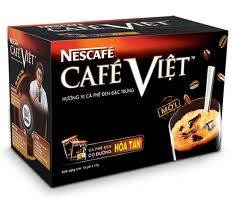 NESCAFÉ
CAFÉ VIỆT
HƯƠNG VỊ CÀ PHÊ ĐEN ĐẶC TRƯNG
MỚI
CÀ PHÊ ĐEN
CÓ ĐƯỜNG
HÒA TAN